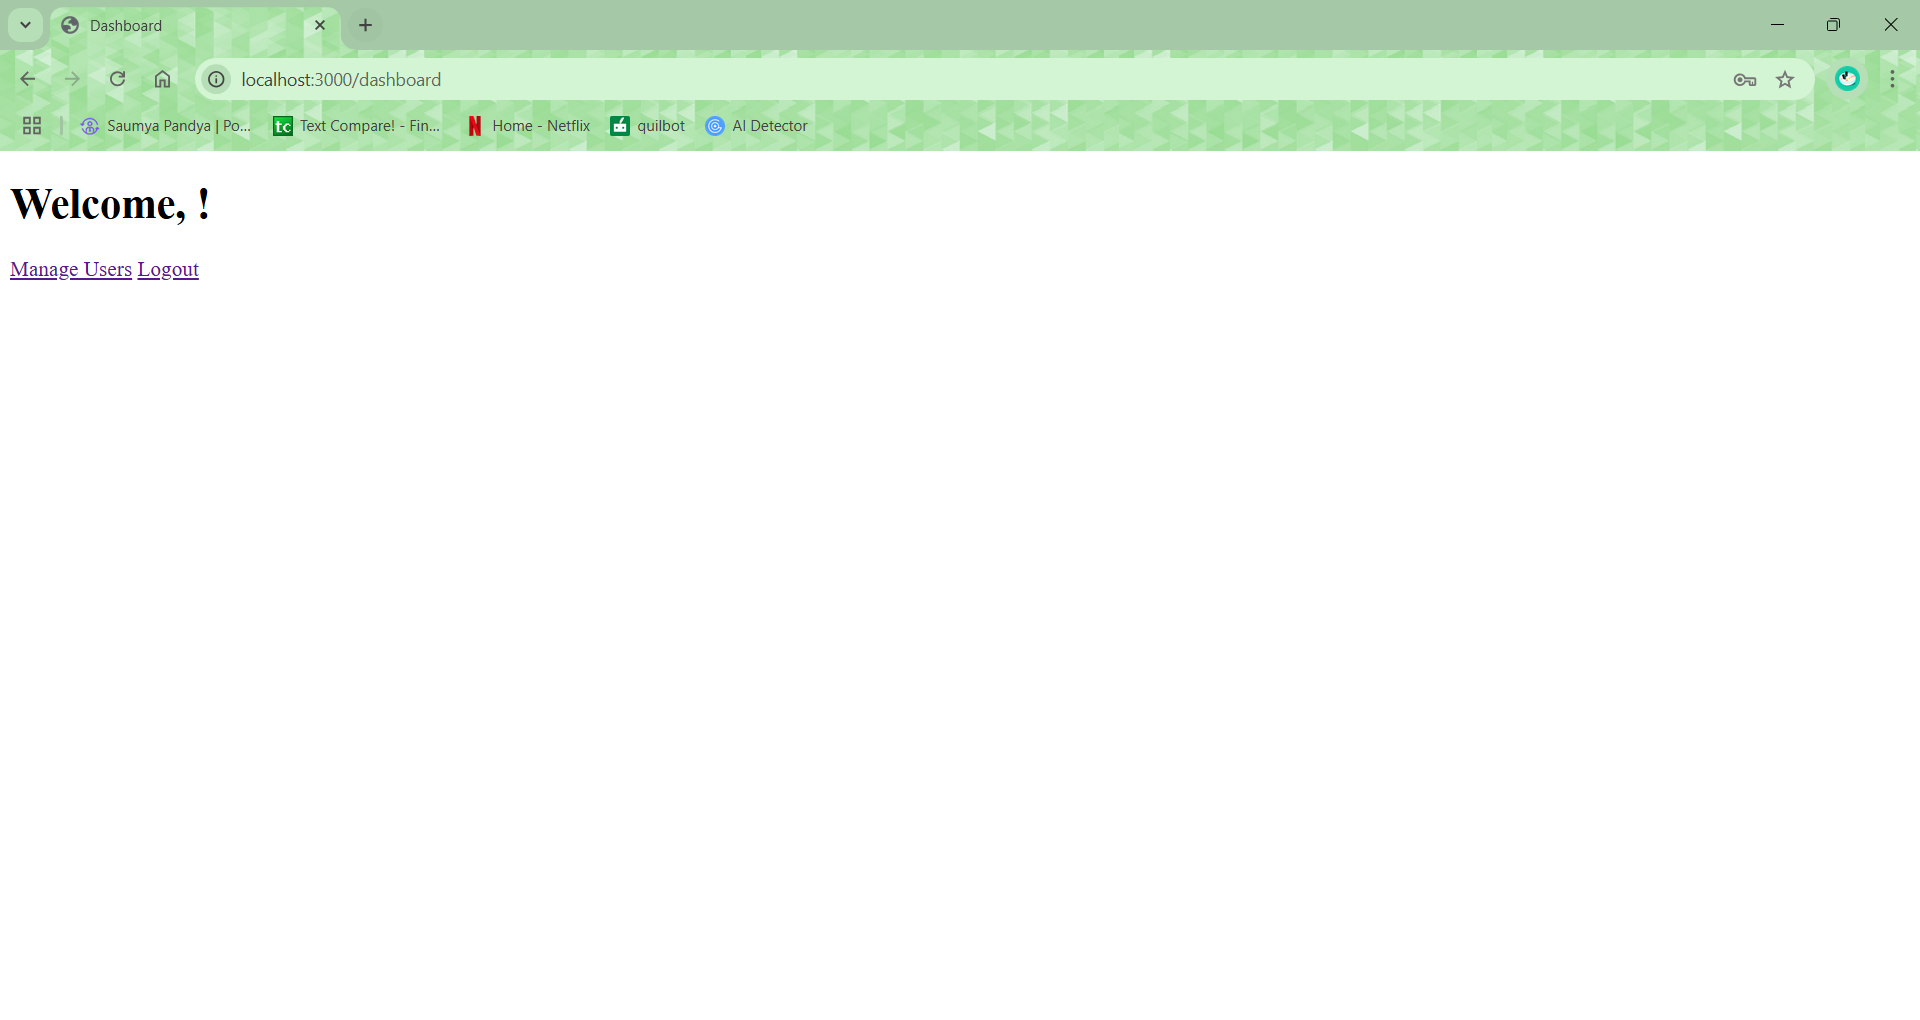 Dashboard
localhost:3000/dashboard
Saumya Pandya | Po... tc Text Compare! - Fin... N Home - Netflix quilbot AI Detector
Welcome, !
Manage Users Logout